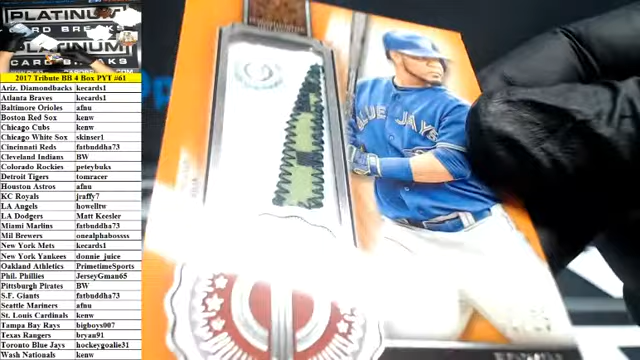 PLATINUM
CARD BREAKS
PLATINUM
2017 Tribute BB 4 Box PYT #61
Ariz. Diamondbacks kecards1
Atlanta Braves kecards1
Baltimore Orioles afnu
Boston Red Sox kenw
Chicago Cubs kenw
Chicago White Sox skinser1
Cincinnati Reds fatbuddha73
Cleveland Indians BW
Colorado Rockies peteybuks
Detroit Tigers tomracer
Houston Astros afnu
KC Royals jraffy7
LA Angels howelltw
LA Dodgers Matt Keesler
Miami Marlins fatbuddha73
Mil Brewers onealphabossss
New York Mets kecards1
New York Yankees donnie_juice
Oakland Athletics PrimetimeSports
Phil. Phillies JerseyGman65
Pittsburgh Pirates BW
S.F. Giants fatbuddha73
Seattle Mariners afnu
St. Louis Cardinals kenw
Tampa Bay Rays bigboys007
Texas Rangers bryan91
Toronto Blue Jays hockeygoalie31
Wash Nationals kenw
BLUE JAYS